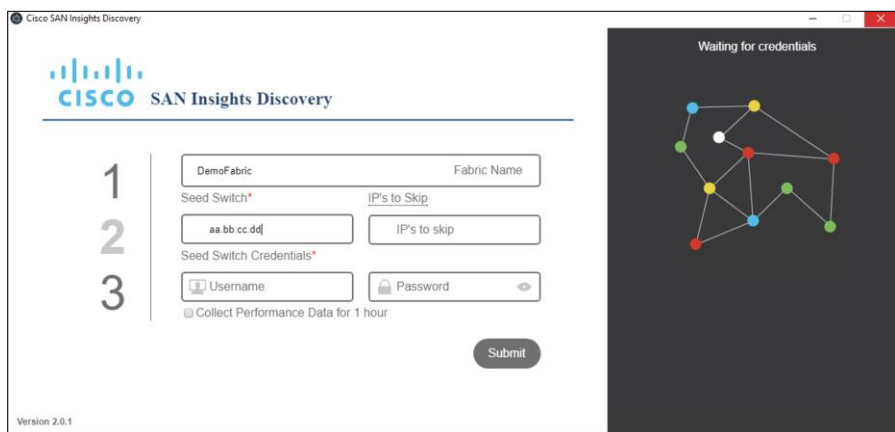 Cisco SAN Insights Discovery
Waiting for credentials
CISCO SAN Insights Discovery
1
DemoFabric Fabric Name
Seed Switch* IP's to Skip
2
aa.bb.cc.dd IP's to skip
Seed Switch Credentials*
3
Username Password
Collect Performance Data for 1 hour
Submit
Version 2.0.1